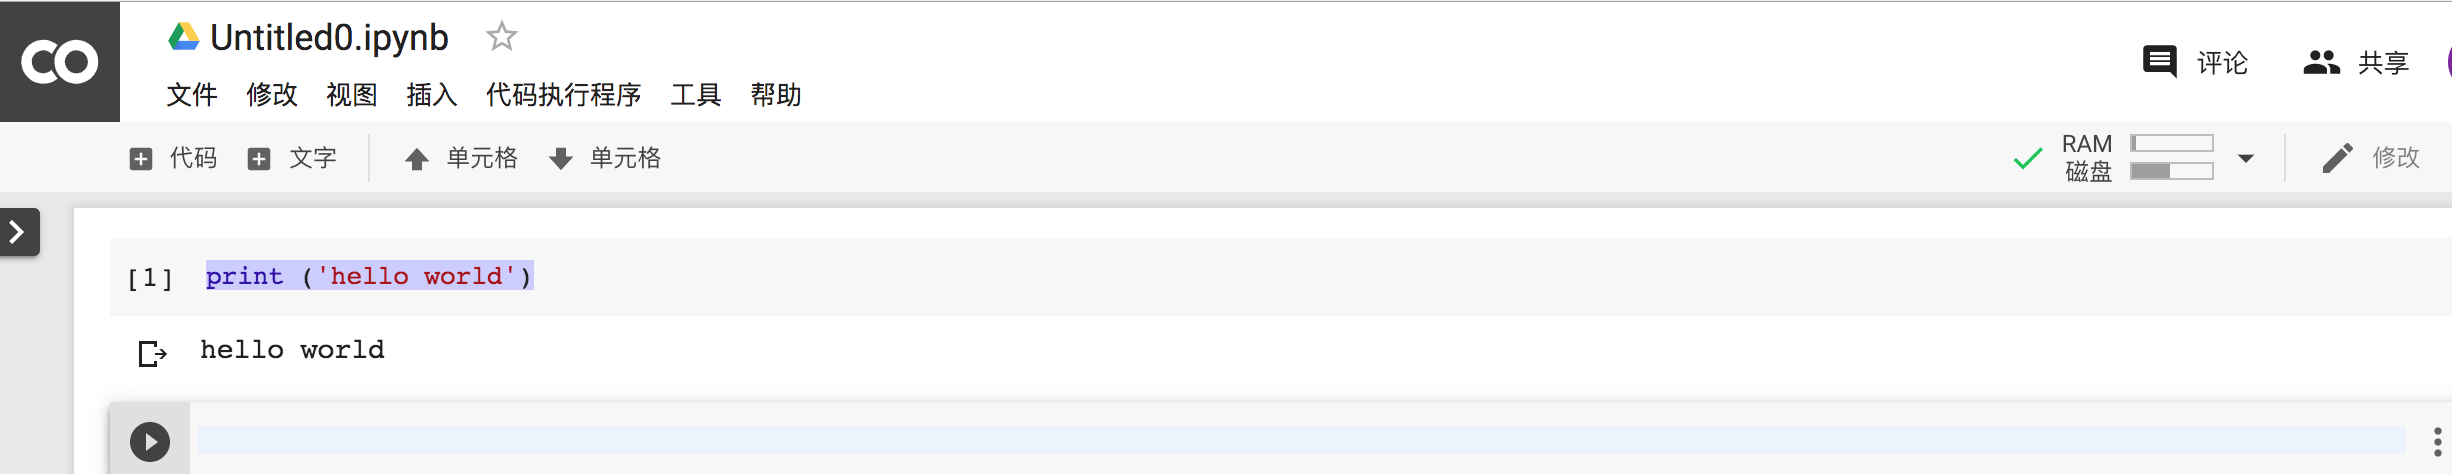 CO
Untitled0.ipynb
文件 修改 视图 插入 代码执行程序 工具 帮助
评论 共享
代码 文字 单元格 单元格
RAM
磁盘
修改
[1] print ('hello world')
hello world